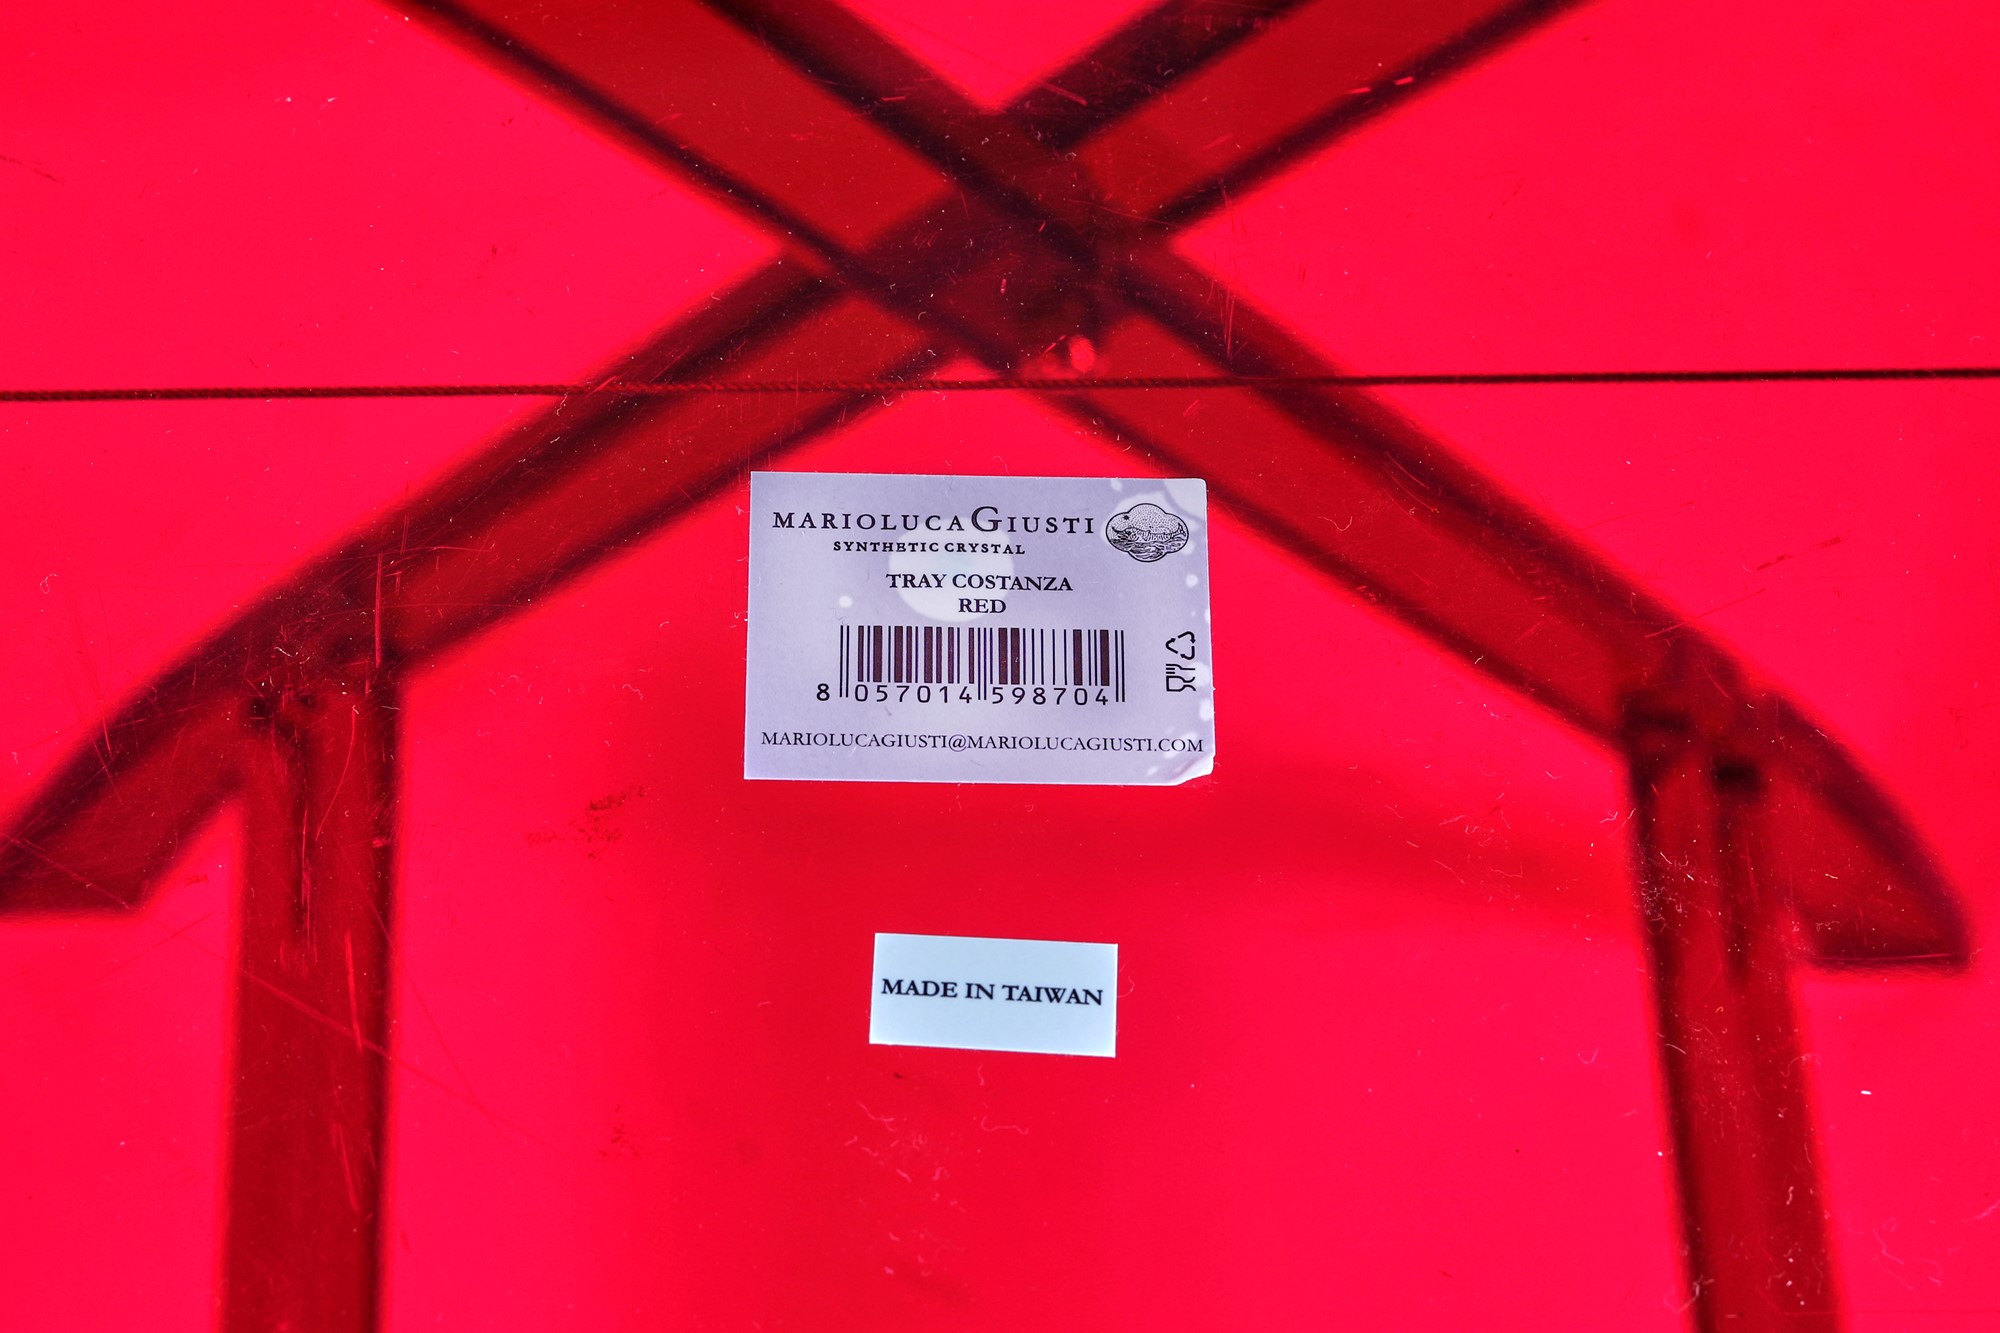 MARIOLUCAGIUSTI
SYNTHETIC CRYSTAL
TRAY COSTANZA
RED
8 057014 598704
MARIOLUCAGIUSTI@MARIOLUCAGIUSTI.COM
MADE IN TAIWAN